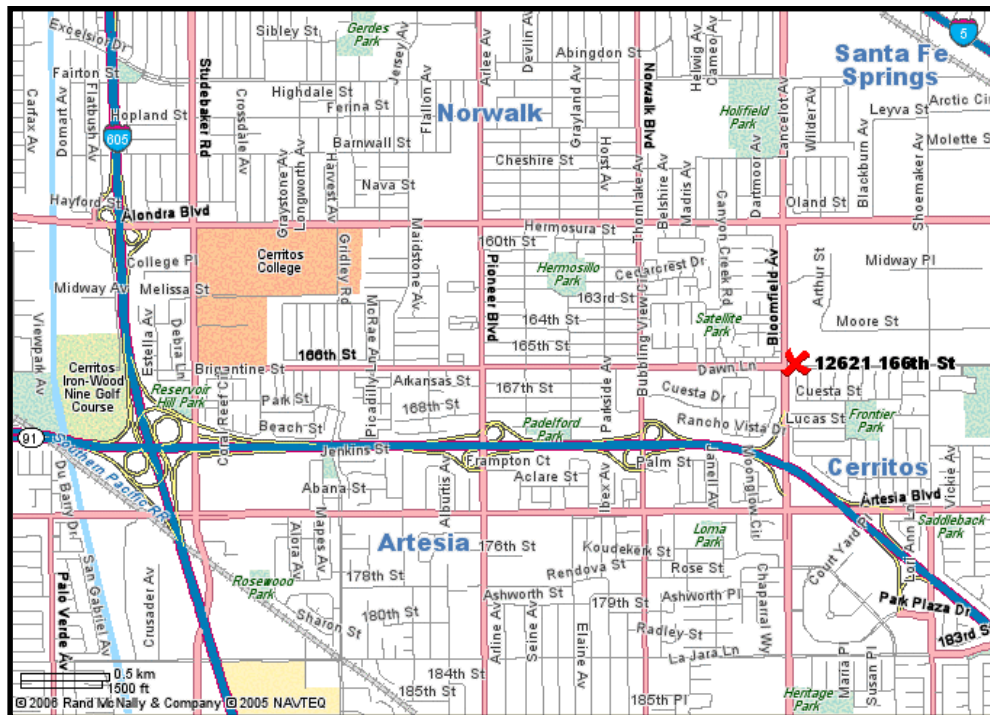 Excelsior Dr
Sibley St
Gerdes
Park
Jersey Av
Arlee Av
Devlin Av
Abingdon St
Helwig Av
Cameo Av
Santa Fe
Springs
5
Fairton St
Studebaker Rd
Highdale St
Ferina St
Flallon Av
Norwalk
Grayland Av
Norwalk Blvd
Holifield
Park
Lancelot Av
Wilder Av
Leyva St
Arctic Cir
Carfax Av
Domart Av
Flatbush Av
Hopland St
605
Crossdale Av
Barnwall St
Cheshire St
Horst Av
Molette St
Graystone Av
Longworth Av
Harvest Av
Nava St
Thornlake Av
Belshire Av
Madris Av
Dartmoor Av
Blackburn Av
Shoemaker Av
Hayford St
Alondra Blvd
Oland St
Hermosura St
160th St
Maidstone Av
Canyon Creek Rd
College Pl
Cerritos
College
Gridley Rd
Pioneer Blvd
Hermosillo
Park
Cedarcrest Dr
Bloomfield Av
Arthur St
Midway Pl
Midway Av
Melissa St
163rd St
Viewpark Av
Estella Av
Debra Ln
McRae Av
164th St
Satellite
Park
Moore St
165th St
166th St
Bubbling View Cir
Cerritos
Iron-Wood
Nine Golf
Course
Brigantine St
Dawn Ln
12621 166th St
Reservoir
Hill Park
Coral Reef Cir
Park St
Picadilly Ln
Arkansas St
167th St
Parkside Av
Cuesta Dr
Cuesta St
168th St
Beach St
Padelford
Park
Rancho Vista Dr
Lucas St
Frontier
Park
91
Southern Pacific RR
Jenkins St
Frampton Ct
Palm St
Cerritos
Du Barry Dr
Alburtis Av
Aclare St
Ibex Av
Janell Av
Moonglow Cir
Vickie Av
Abana St
Artesia Blvd
Alora Av
Mapes Av
Artesia
176th St
Loma
Park
Court Yard Pl
Lori Ann Ln
Saddleback
Park
Koudekerk St
San Gabriel Av
Rosewood
Park
178th St
Rendova St
Rose St
Palo Verde Av
Crusader Av
Ashworth St
179th St
Ashworth Pl
Chaparral Wy
Park Plaza Dr
Sharon St
180th St
Arline Av
Seine Av
Elaine Av
Radley St
183rd St
La Jara Ln
Maria Pl
Susan Pl
0.5 km
1500 ft
184th St
185th St
185th Pl
Heritage
Park
© 2006 Rand McNally & Company © 2005 NAVTEQ